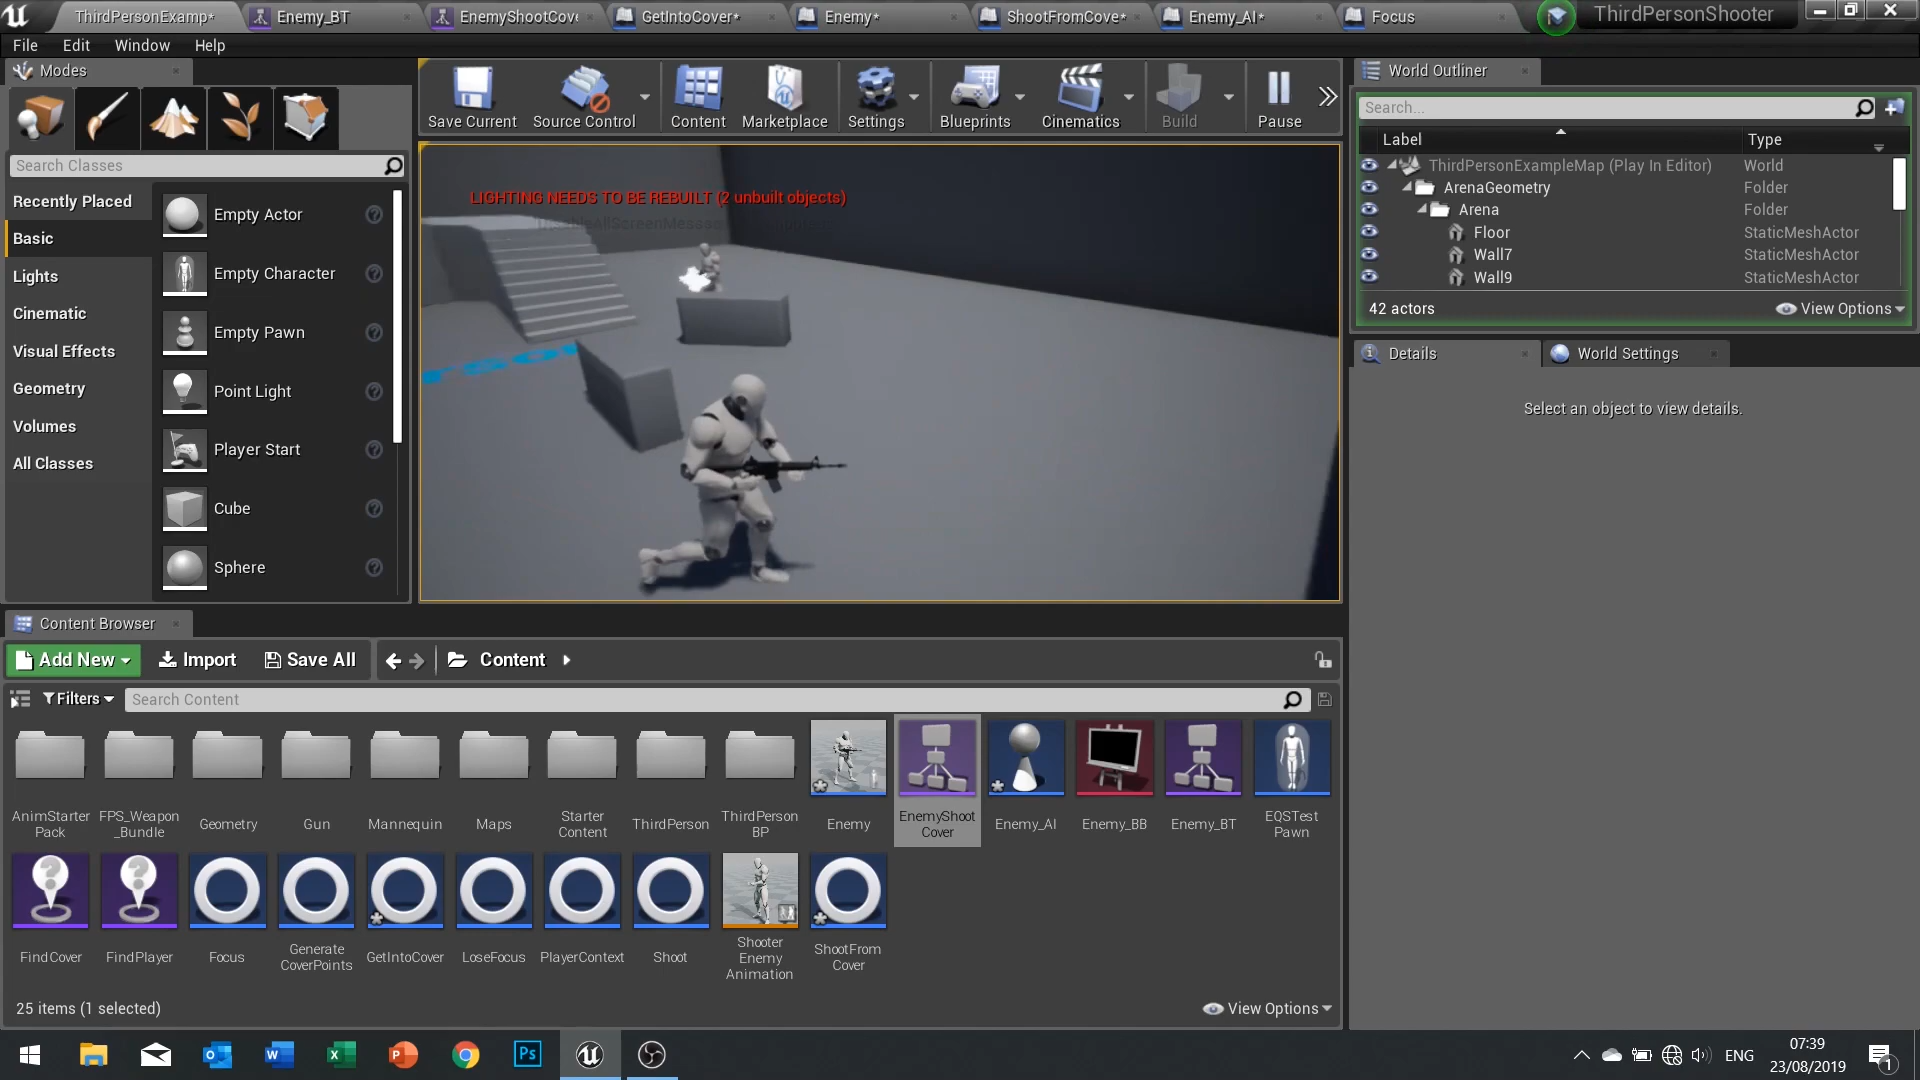 ThirdPersonExamp*
Enemy_BT
EnemyShootCov
GetIntoCover*
Enemy*
ShootFromCove*
Enemy_AI*
Focus
ThirdPersonShooter
File Edit Window Help
Modes
Search Classes
Recently Placed
Basic
Lights
Cinematic
Visual Effects
Geometry
Volumes
All Classes
Empty Actor
Empty Character
Empty Pawn
Point Light
Player Start
Cube
Sphere
Save Current
Source Control
Content
Marketplace
Settings
Blueprints
Cinematics
Build
Pause
LIGHTING NEEDS TO BE REBUILT (2 unbuilt objects)
World Outliner
Search...
Label Type
ThirdPersonExampleMap (Play In Editor) World
ArenaGeometry Folder
Arena Folder
Floor StaticMeshActor
Wall7 StaticMeshActor
Wall9 StaticMeshActor
42 actors
View Options
Details
World Settings
Select an object to view details.
Content Browser
Add New
Import
Save All
Content
Filters
Search Content
AnimStarter
Pack
FPS_Weapon
_Bundle
Geometry
Gun
Mannequin
Maps
Starter
Content
ThirdPerson
ThirdPerson
BP
Enemy
EnemyShoot
Cover
Enemy_AI
Enemy_BB
Enemy_BT
EQSTest
Pawn
FindCover
FindPlayer
Focus
Generate
CoverPoints
GetIntoCover
LoseFocus
PlayerContext
Shoot
Shooter
Enemy
Animation
ShootFrom
Cover
25 items (1 selected)
View Options
ENG
07:39
23/08/2019
1